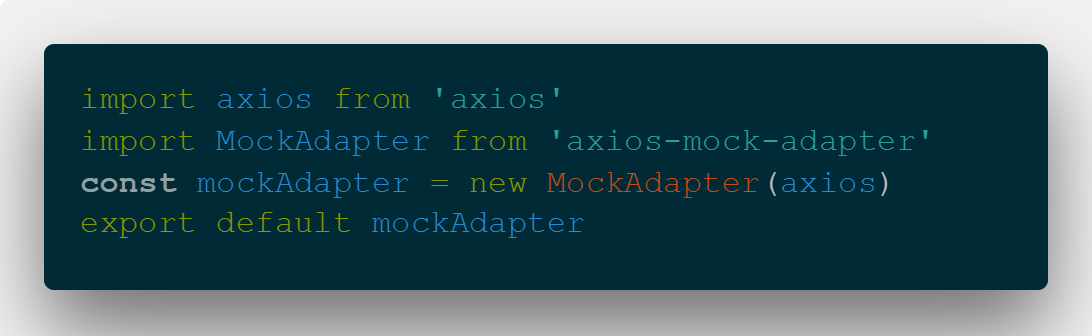 import axios from 'axios'
import MockAdapter from 'axios-mock-adapter'
const mockAdapter = new MockAdapter(axios)
export default mockAdapter